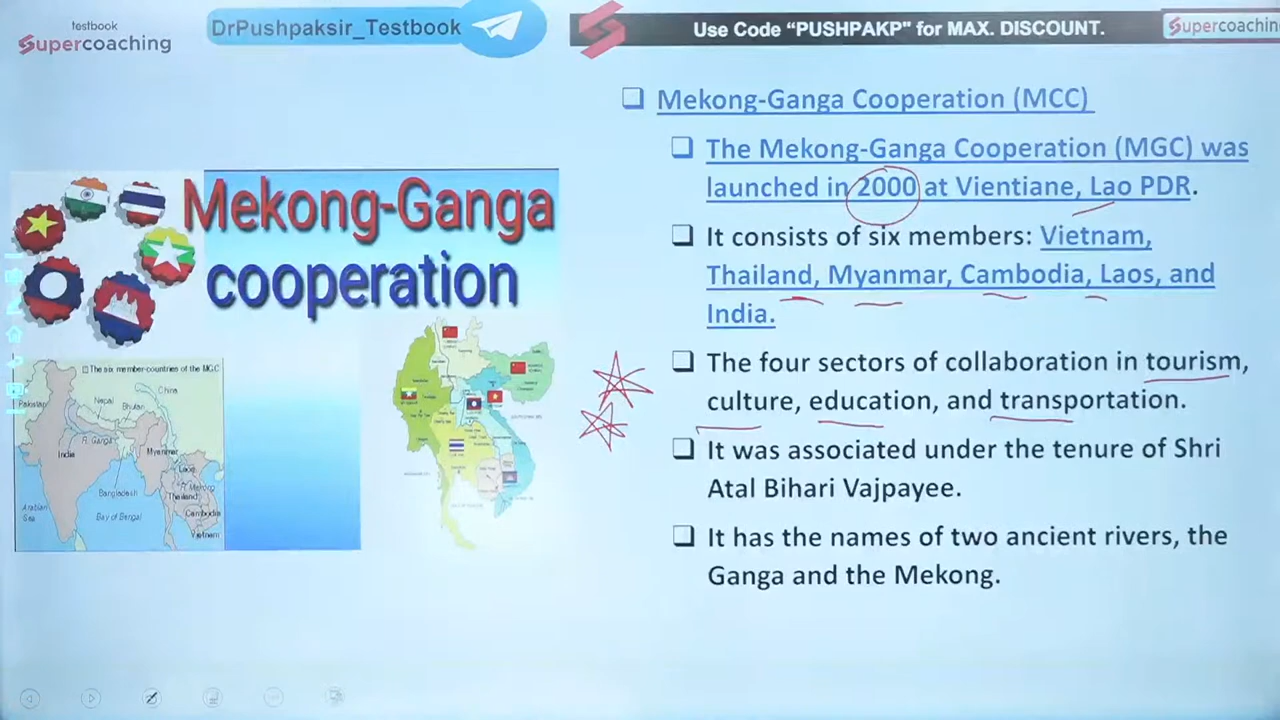 testbook
Supercoaching
DrPushpaksir_Testbook
Use Code “PUSHPAKP" for MAX. DISCOUNT.
Supercoachin
Mekong-Ganga
cooperation
The six member-countries of the MGC
Pakistan
China
Nepal
Bhutan
R. Ganga
India
Myanmar
Laos
R. Mekong
Bangladesh
Thailand
Arabian
Sea
Bay of Bengal
Cambodia
Vietnam
Mekong-Ganga Cooperation (MCC)
The Mekong-Ganga Cooperation (MGC) was
launched in 2000 at Vientiane, Lao PDR.
It consists of six members: Vietnam,
Thailand, Myanmar, Cambodia, Laos, and
India.
The four sectors of collaboration in tourism,
culture, education, and transportation.
It was associated under the tenure of Shri
Atal Bihari Vajpayee.
It has the names of two ancient rivers, the
Ganga and the Mekong.